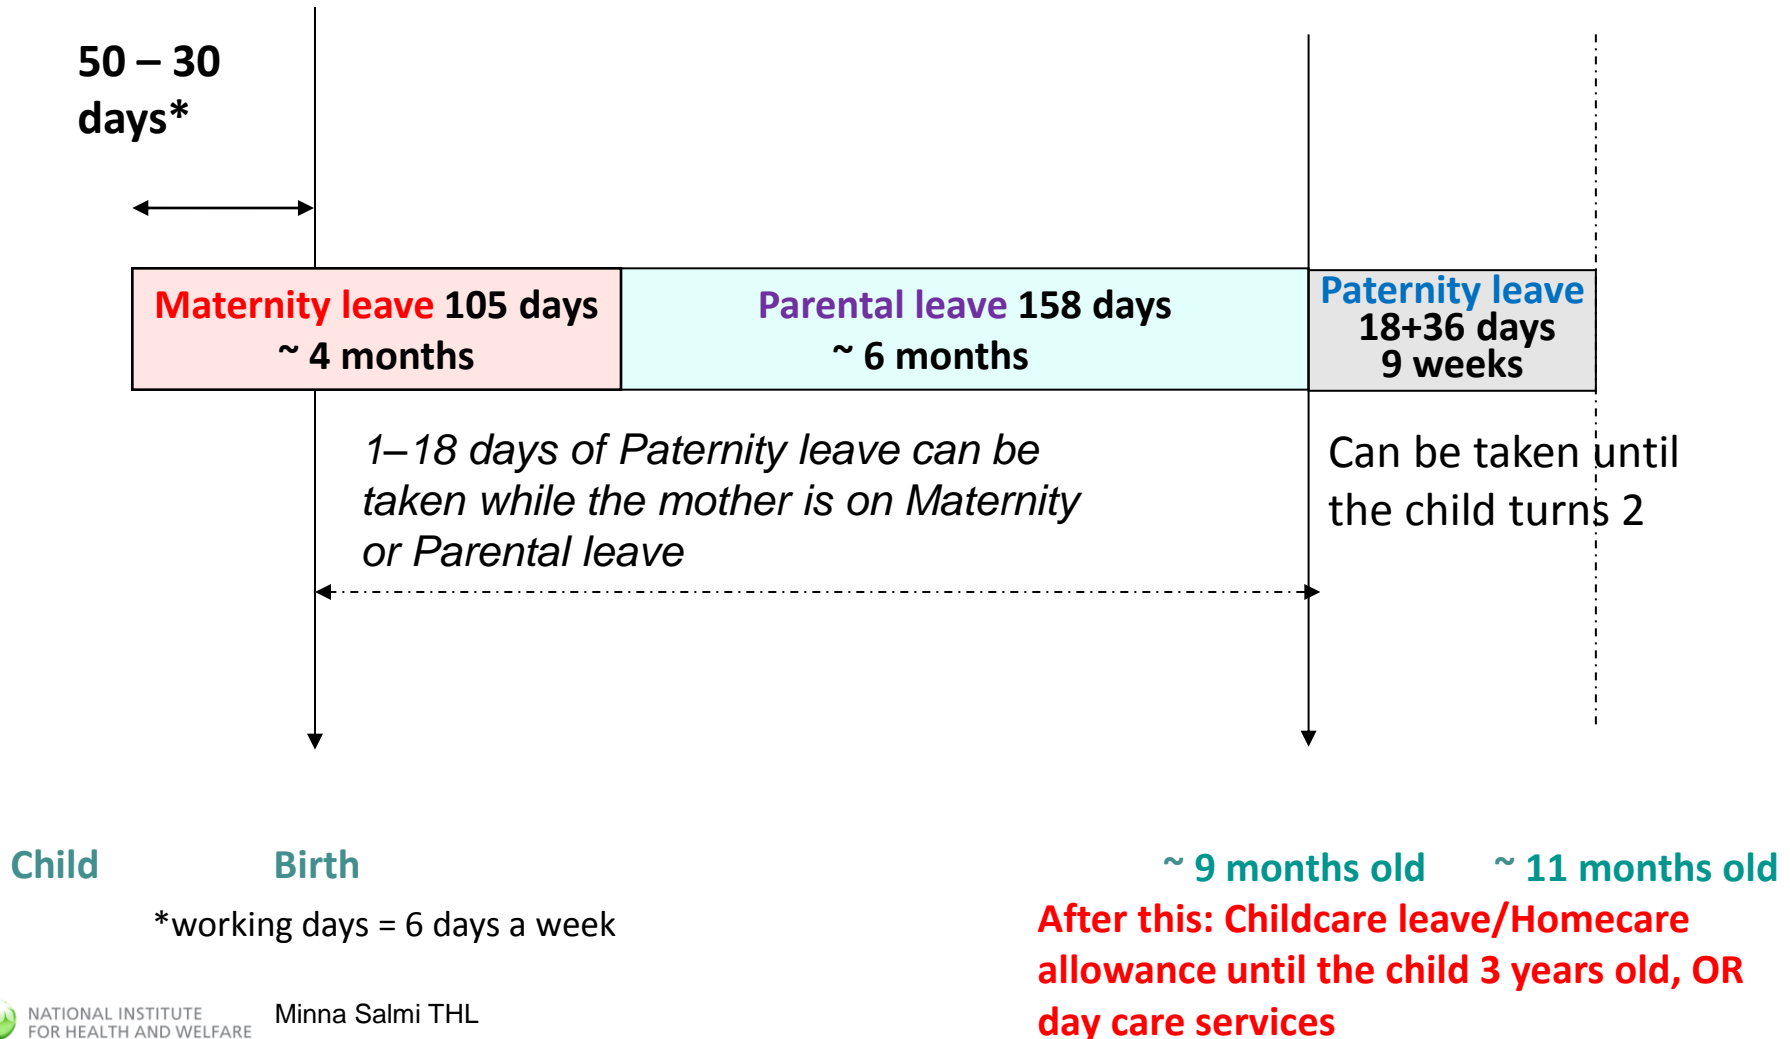 50 – 30
days*
Maternity leave 105 days
~ 4 months
Parental leave 158 days
~ 6 months
Paternity leave
18+36 days
9 weeks
1–18 days of Paternity leave can be
taken while the mother is on Maternity
or Parental leave
Can be taken until
the child turns 2
Child
Birth
~ 9 months old
~ 11 months old
*working days = 6 days a week
After this: Childcare leave/Homecare
allowance until the child 3 years old, OR
day care services
NATIONAL INSTITUTE
FOR HEALTH AND WELFARE
Minna Salmi THL